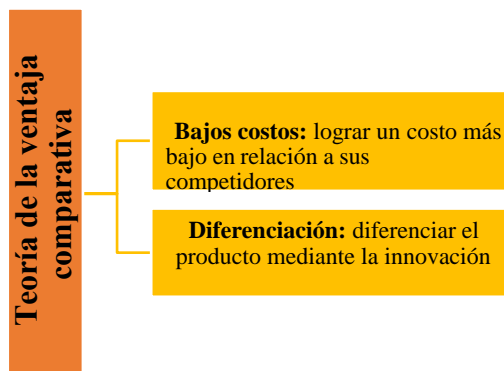 Teoría de la ventaja
comparativa
Bajos costos: lograr un costo más
bajo en relación a sus
competidores
Diferenciación: diferenciar el
producto mediante la innovación